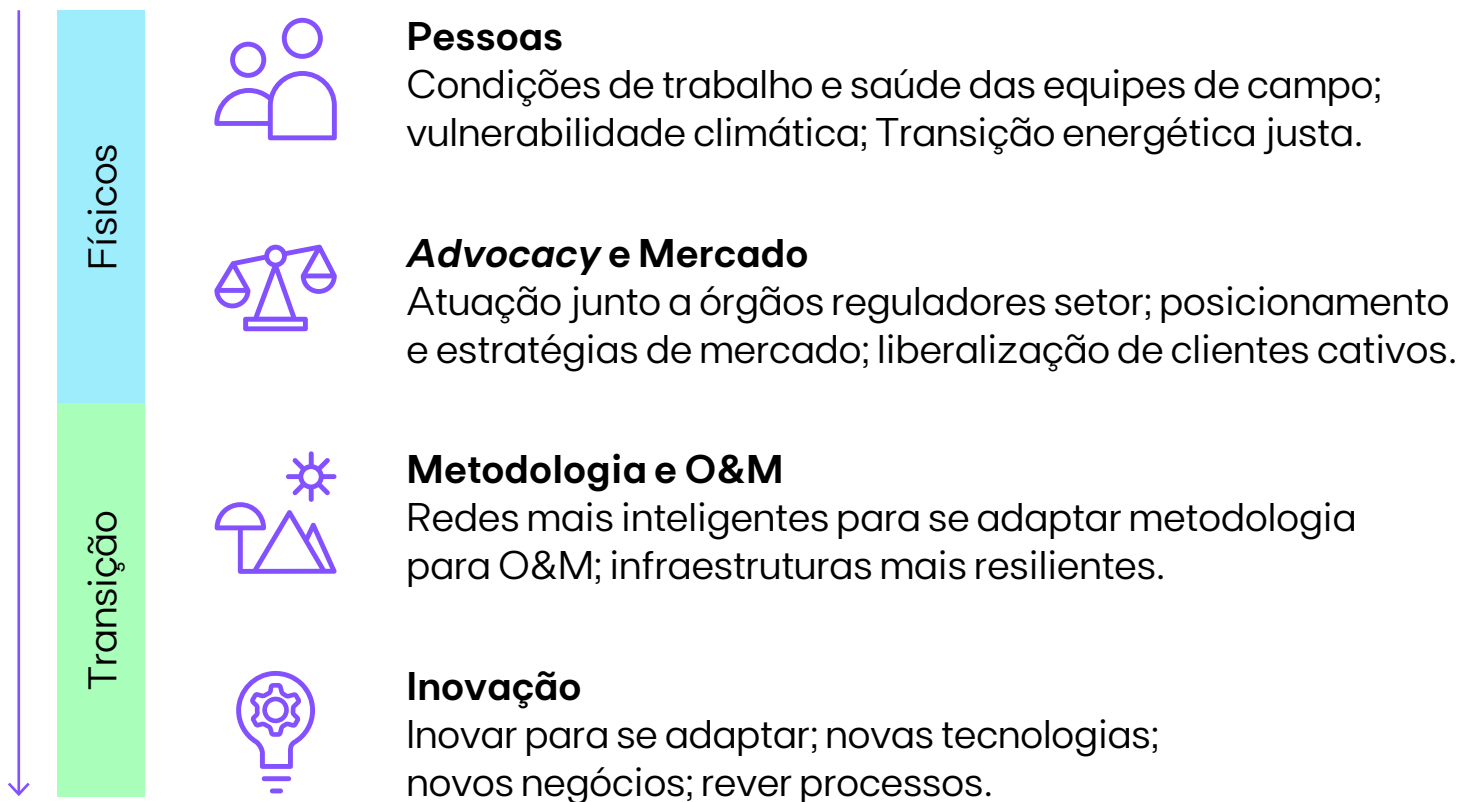 Físicos
Transição
Pessoas
Condições de trabalho e saúde das equipes de campo;
vulnerabilidade climática; Transição energética justa.
Advocacy e Mercado
Atuação junto a órgãos reguladores setor; posicionamento
e estratégias de mercado; liberalização de clientes cativos.
Metodologia e O&M
Redes mais inteligentes para se adaptar metodologia
para O&M; infraestruturas mais resilientes.
Inovação
Inovar para se adaptar; novas tecnologias;
novos negócios; rever processos.